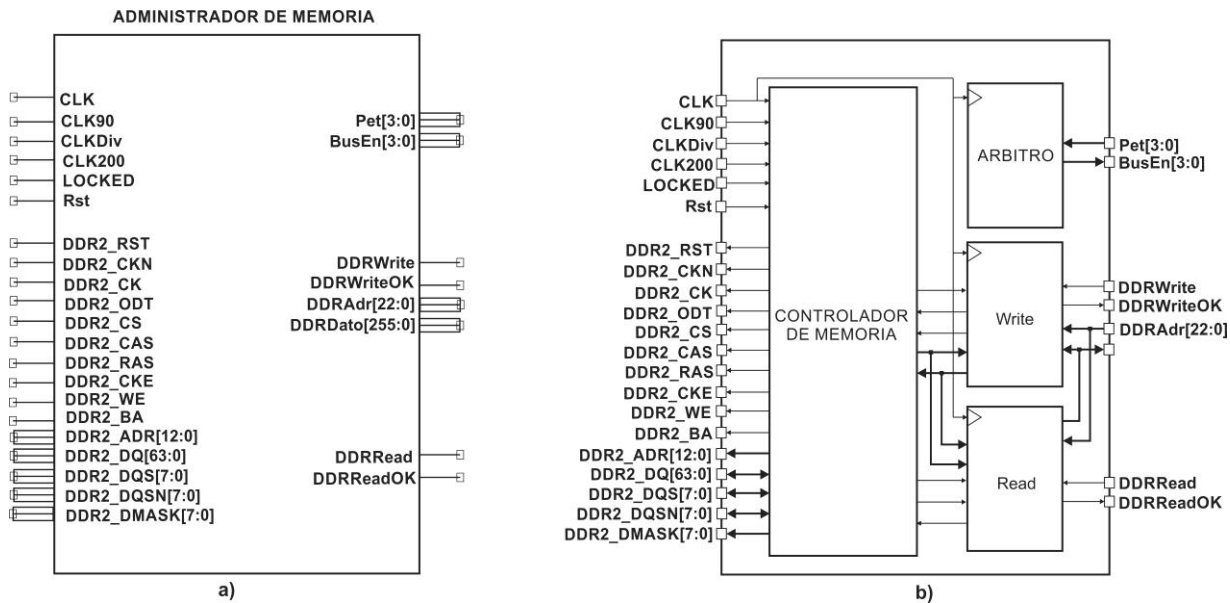 ADMINISTRADOR DE MEMORIA
CLK
CLK90
CLKDiv
CLK200
LOCKED
Rst
DDR2_RST
DDR2_CKN
DDR2_CK
DDR2_ODT
DDR2_CS
DDR2_CAS
DDR2_RAS
DDR2_CKE
DDR2_WE
DDR2_BA
DDR2_ADR[12:0]
DDR2_DQ[63:0]
DDR2_DQS[7:0]
DDR2_DQSN[7:0]
DDR2_DMASK[7:0]
Pet[3:0]
BusEn[3:0]
DDRWrite
DDRWriteOK
DDRAdr[22:0]
DDRDato[255:0]
DDRRead
DDRReadOK
a)
CLK
CLK90
CLKDiv
CLK200
LOCKED
Rst
DDR2_RST
DDR2_CKN
DDR2_CK
DDR2_ODT
DDR2_CS
DDR2_CAS
DDR2_RAS
DDR2_CKE
DDR2_WE
DDR2_BA
DDR2_ADR[12:0]
DDR2_DQ[63:0]
DDR2_DQS[7:0]
DDR2_DQSN[7:0]
DDR2_DMASK[7:0]
CONTROLADOR
DE MEMORIA
ARBITRO
Write
Read
Pet[3:0]
BusEn[3:0]
DDRWrite
DDRWriteOK
DDRAdr[22:0]
DDRRead
DDRReadOK
b)